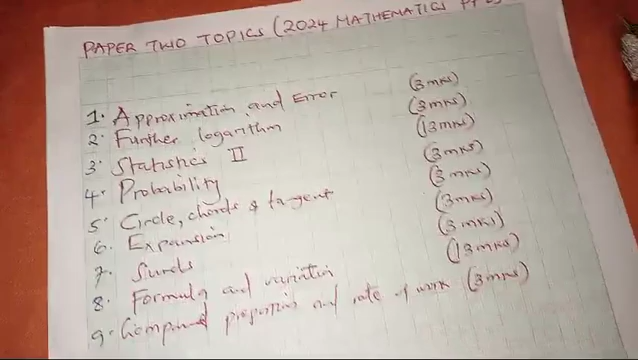 PAPER TWO TOPICS (2024 MATHEMATICS
1. Approximation and Error (3mks)
2. Further logarithm (3mks)
3. Statistics II (13mks)
4. Probability (3mks)
5. Circle, chords & tangent (3mks)
6. Expansion (3mks)
7. Surds (3mks)
8. Formula and variation (13mks)
9. Compound proportion and rate of work (3mks)